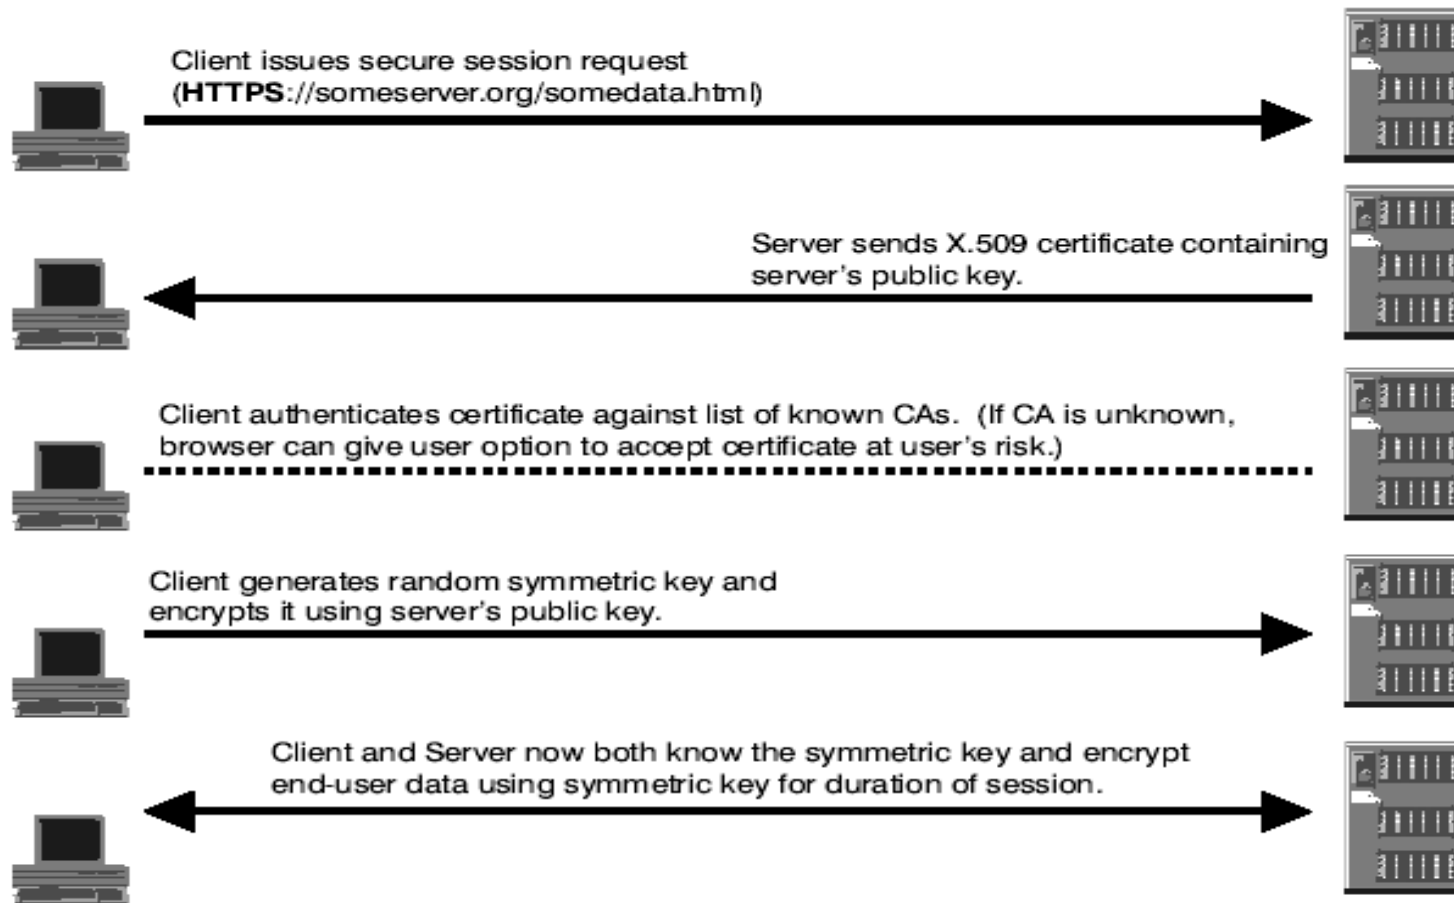 Client issues secure session request
(HTTPS://someserver.org/somedata.html)
Server sends X.509 certificate containing
server's public key.
Client authenticates certificate against list of known CAs.  (If CA is unknown,
browser can give user option to accept certificate at user's risk.)
Client generates random symmetric key and
encrypts it using server's public key.
Client and Server now both know the symmetric key and encrypt
end-user data using symmetric key for duration of session.